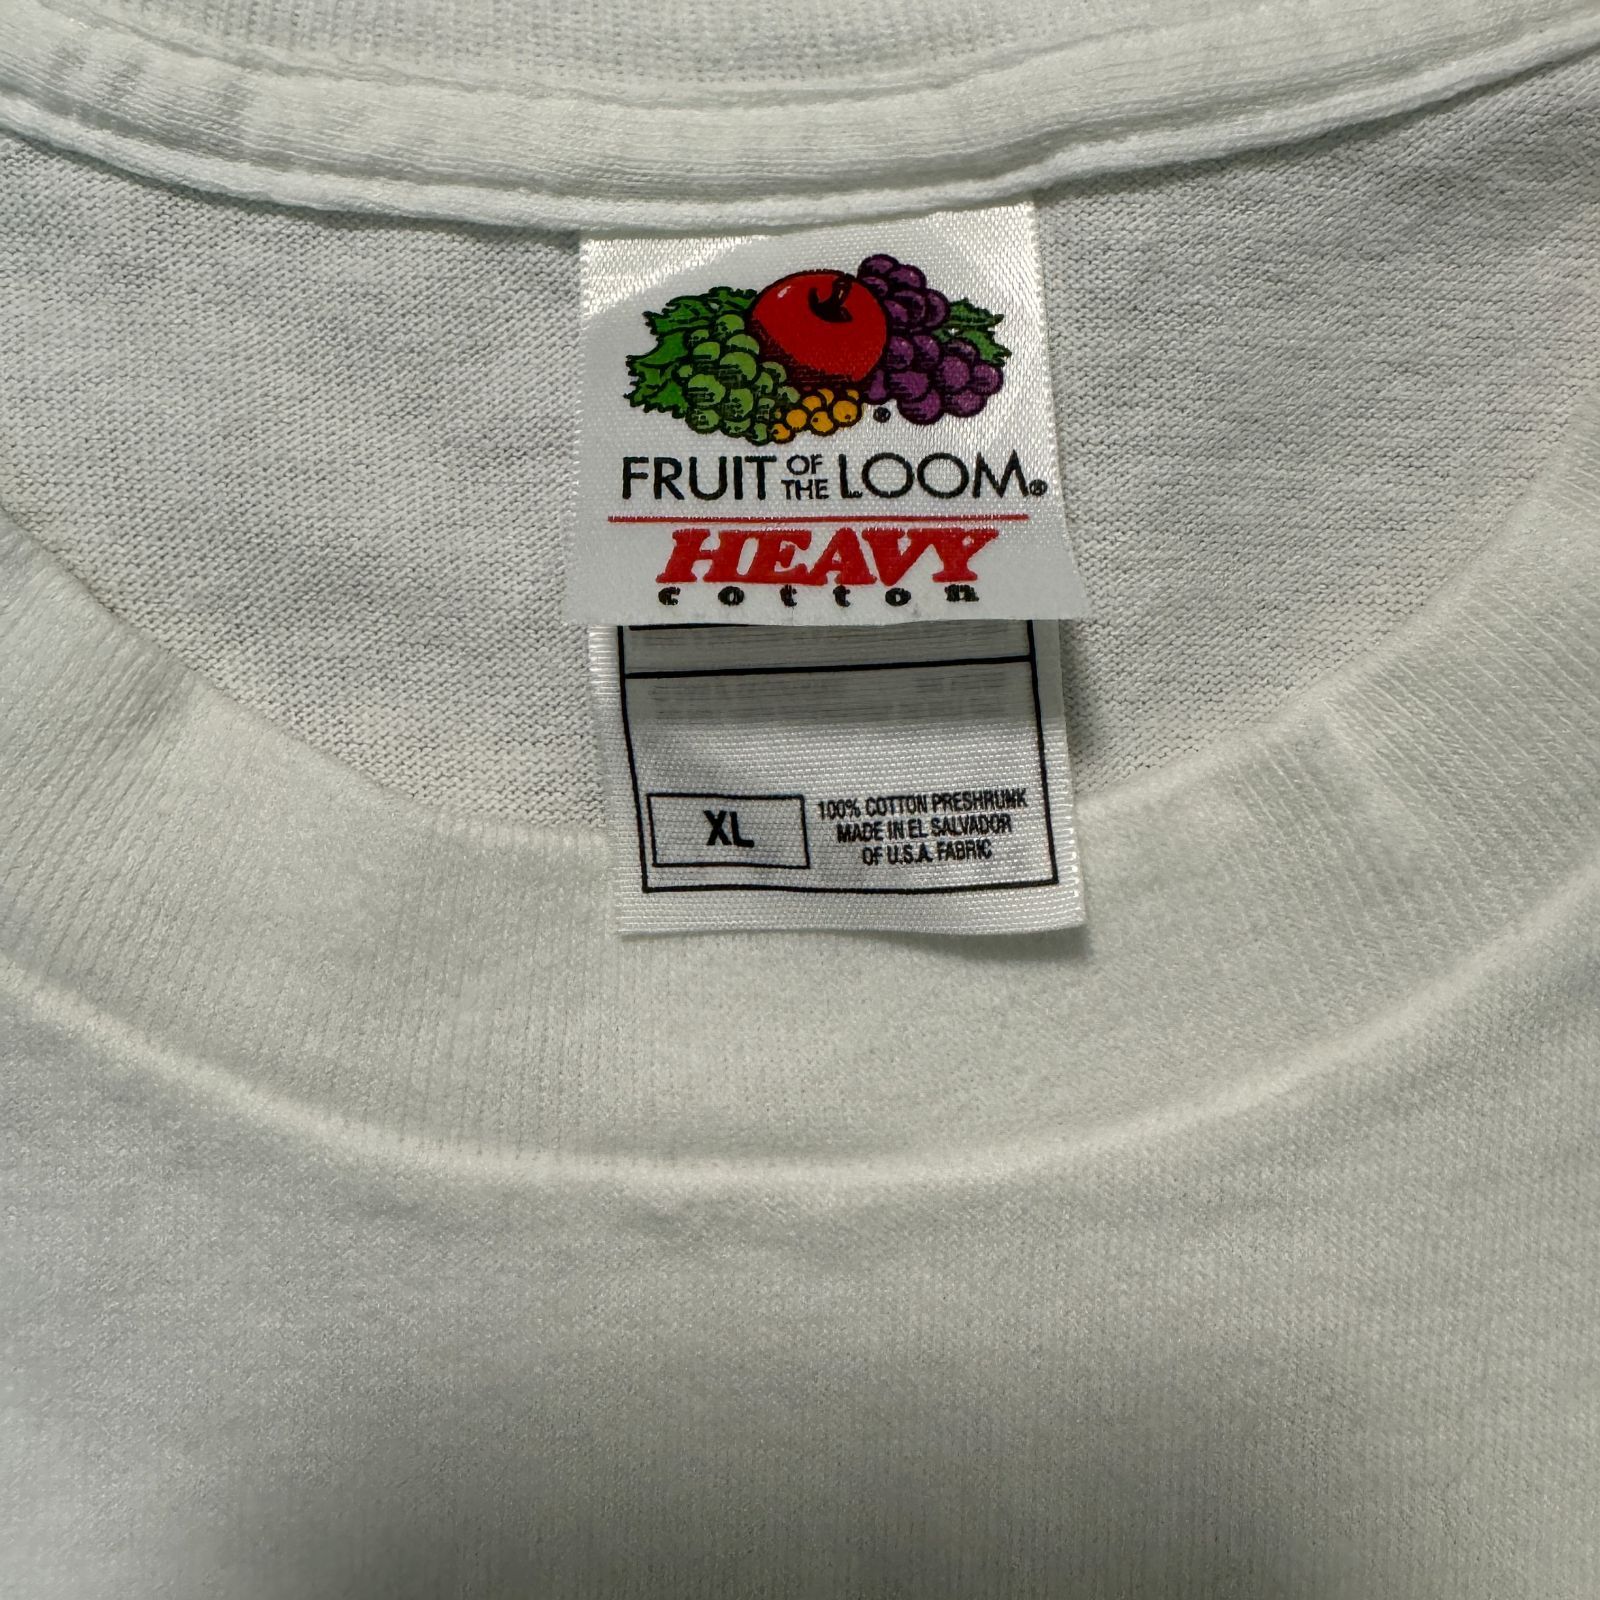 ®
FRUIT OF THE LOOM®
HEAVY
cotton
XL
100% COTTON PRESHRUNK
MADE IN EL SALVADOR
OF U.S.A. FABRIC